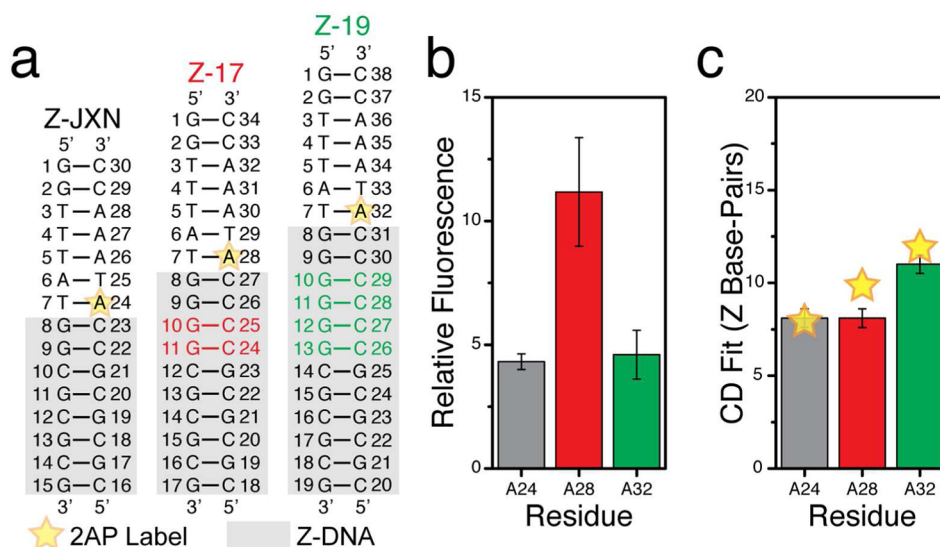 a
Z-JXN
5’ 3’
1 G—C 30
2 G—C 29
3 T—A 28
4 T—A 27
5 T—A 26
6 A—T 25
7 T—A 24
8 G—C 23
9 G—C 22
10 C—G 21
11 G—C 20
12 C—G 19
13 G—C 18
14 C—G 17
15 G—C 16
3’ 5’
Z-17
5’ 3’
1 G—C 34
2 G—C 33
3 T—A 32
4 T—A 31
5 T—A 30
6 A—T 29
7 T—A 28
8 G—C 27
9 G—C 26
10 G—C 25
11 G—C 24
12 C—G 23
13 G—C 22
14 C—G 21
15 G—C 20
16 C—G 19
17 G—C 18
3’ 5’
Z-19
5’ 3’
1 G—C 38
2 G—C 37
3 T—A 36
4 T—A 35
5 T—A 34
6 A—T 33
7 T—A 32
8 G—C 31
9 G—C 30
10 G—C 29
11 G—C 28
12 G—C 27
13 G—C 26
14 C—G 25
15 G—C 24
16 C—G 23
17 G—C 22
18 C—G 21
19 G—C 20
3’ 5’
2AP Label
Z-DNA
b
Relative Fluorescence
15
10
5
0
A24 A28 A32
Residue
c
CD Fit (Z Base-Pairs)
20
15
10
5
0
A24 A28 A32
Residue